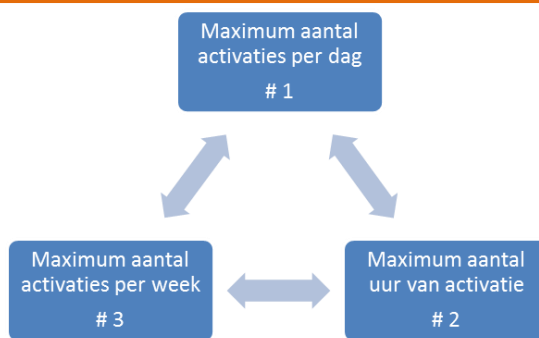 Maximum aantal
activaties per dag
# 1
Maximum aantal
activaties per week
# 3
Maximum aantal
uur van activatie
# 2